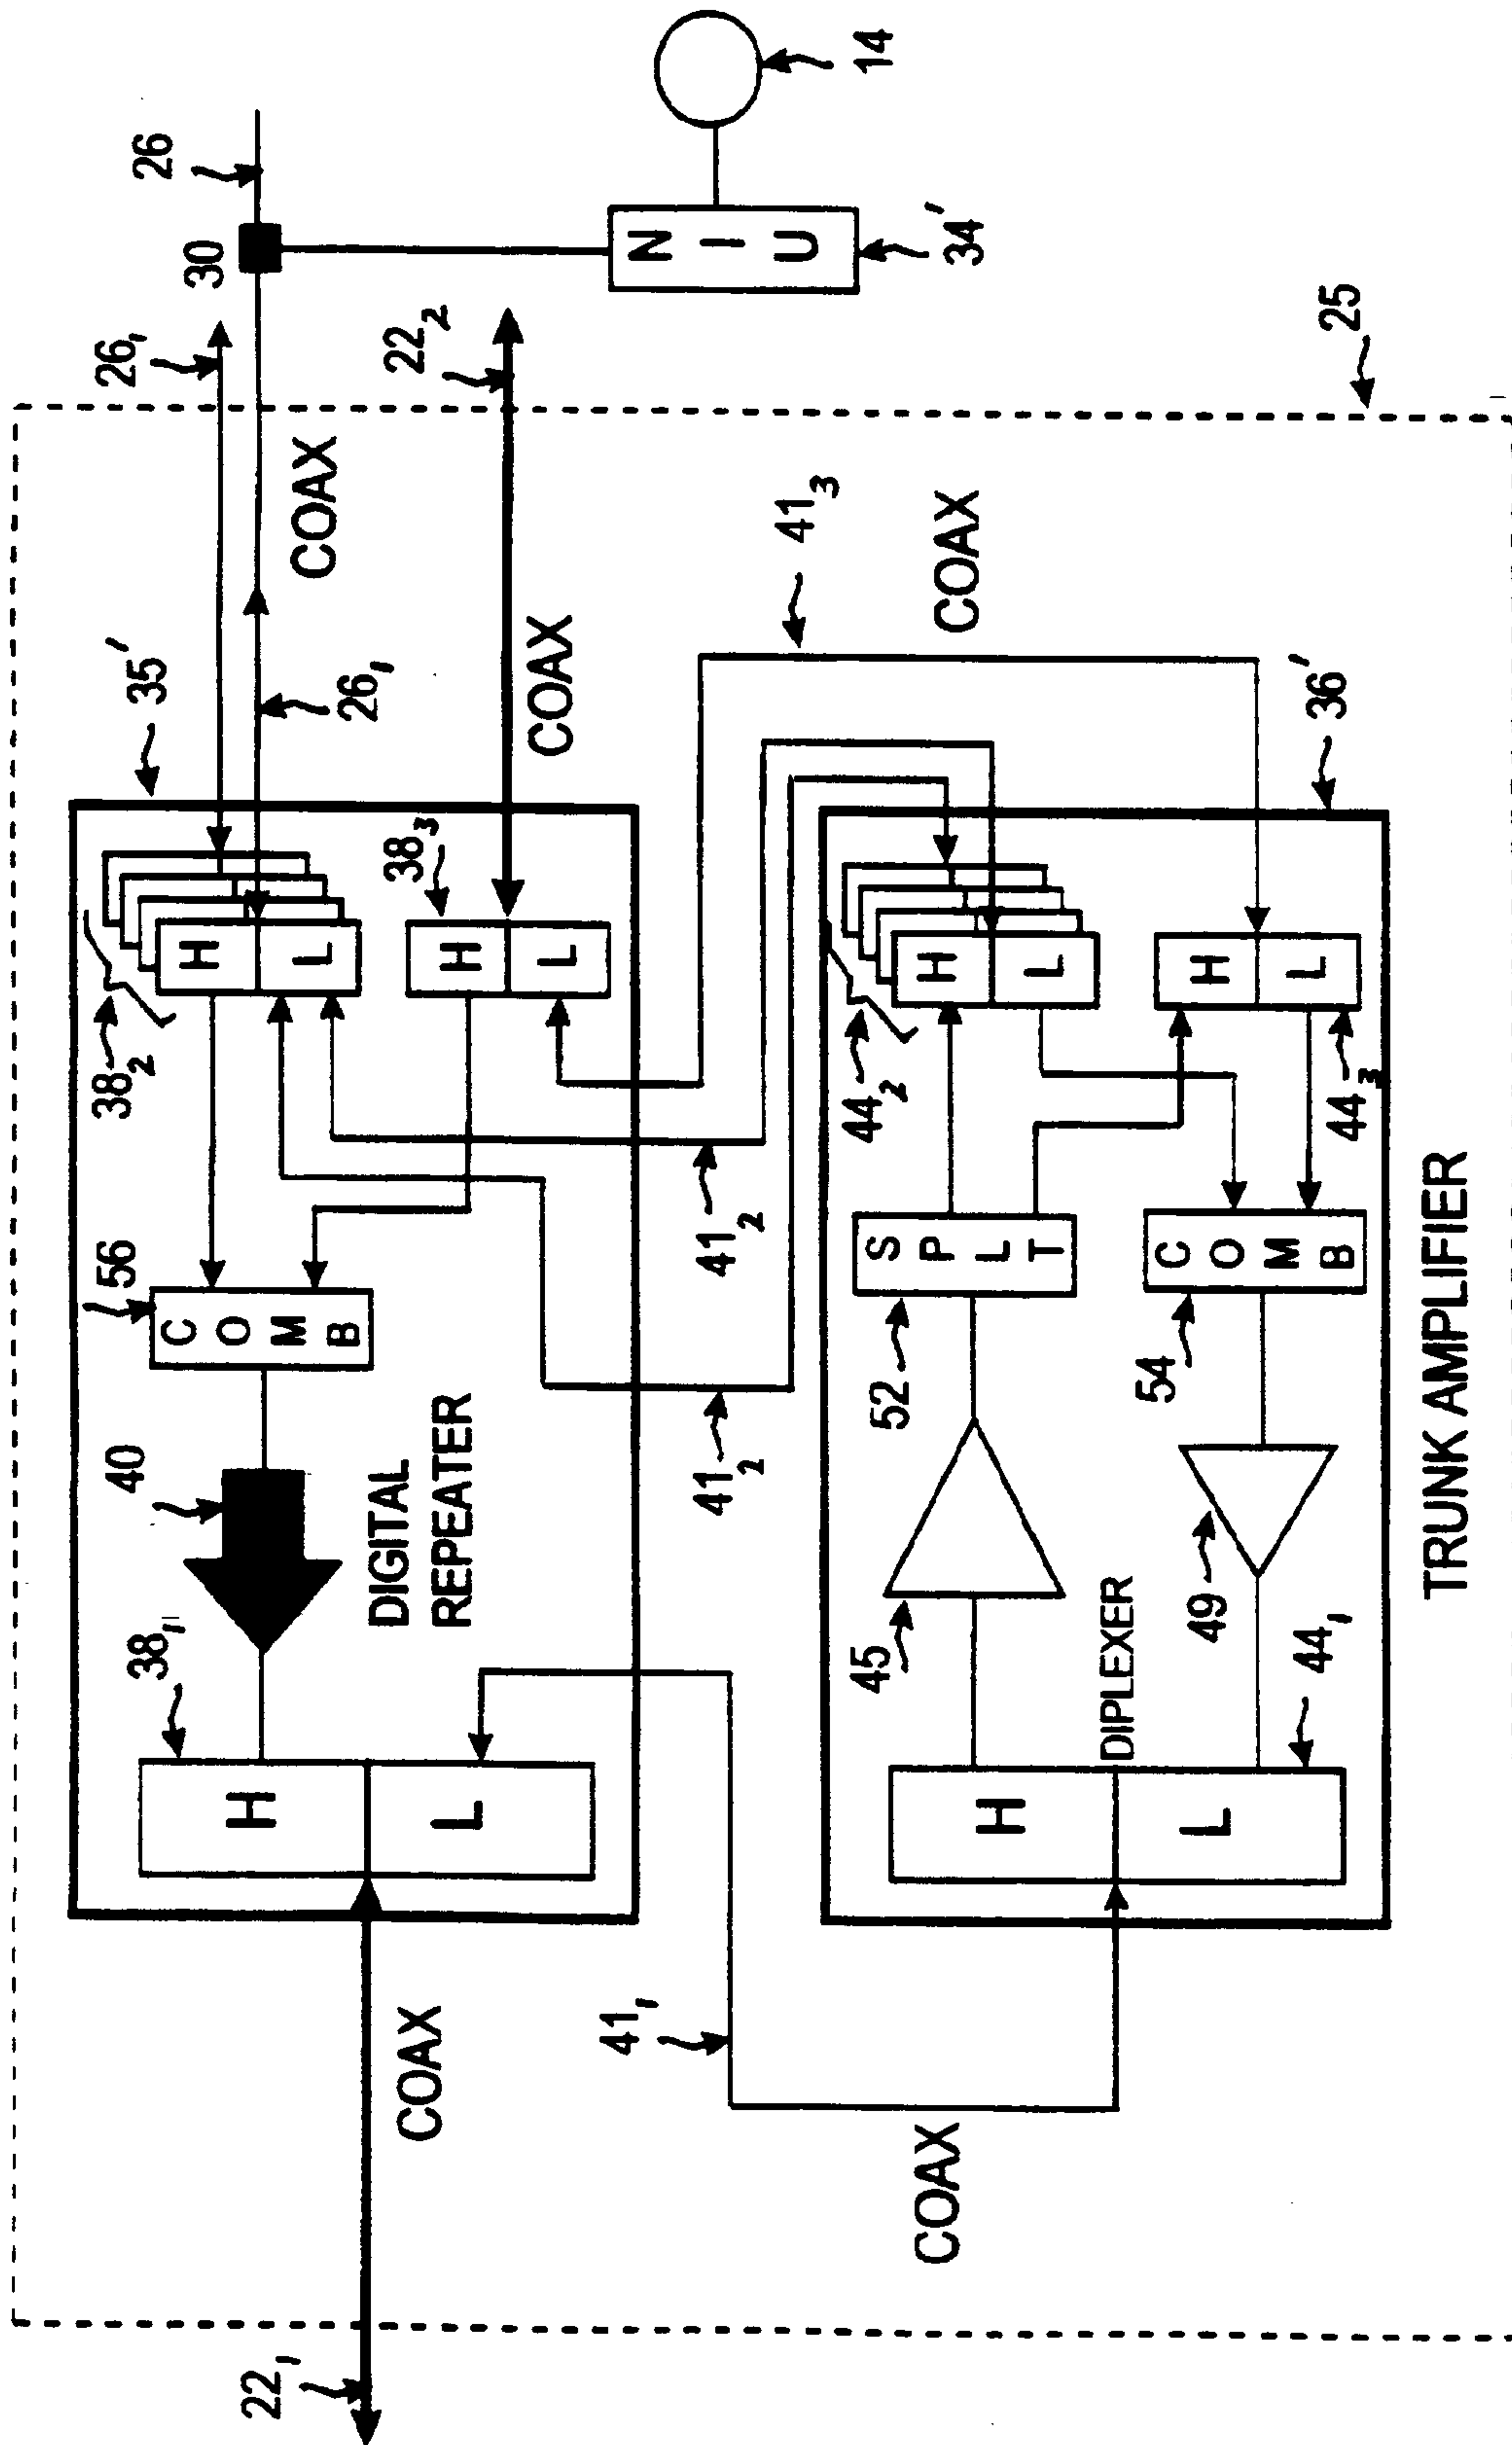 22₁
COAX
38₁
H
L
40
DIGITAL
REPEATER
56
C O M B
38₂
H
L
38₃
H
L
35′
26₁
COAX
COAX
26₁
22₂
30
26
N I U
34′
14
25
41₁
COAX
41₂
41₂
41₃
COAX
H
L
DIPLEXER
44₁
45
49
52
S P L T
54
C O M B
44₂
H
L
H
L
44₃
36′
TRUNK AMPLIFIER